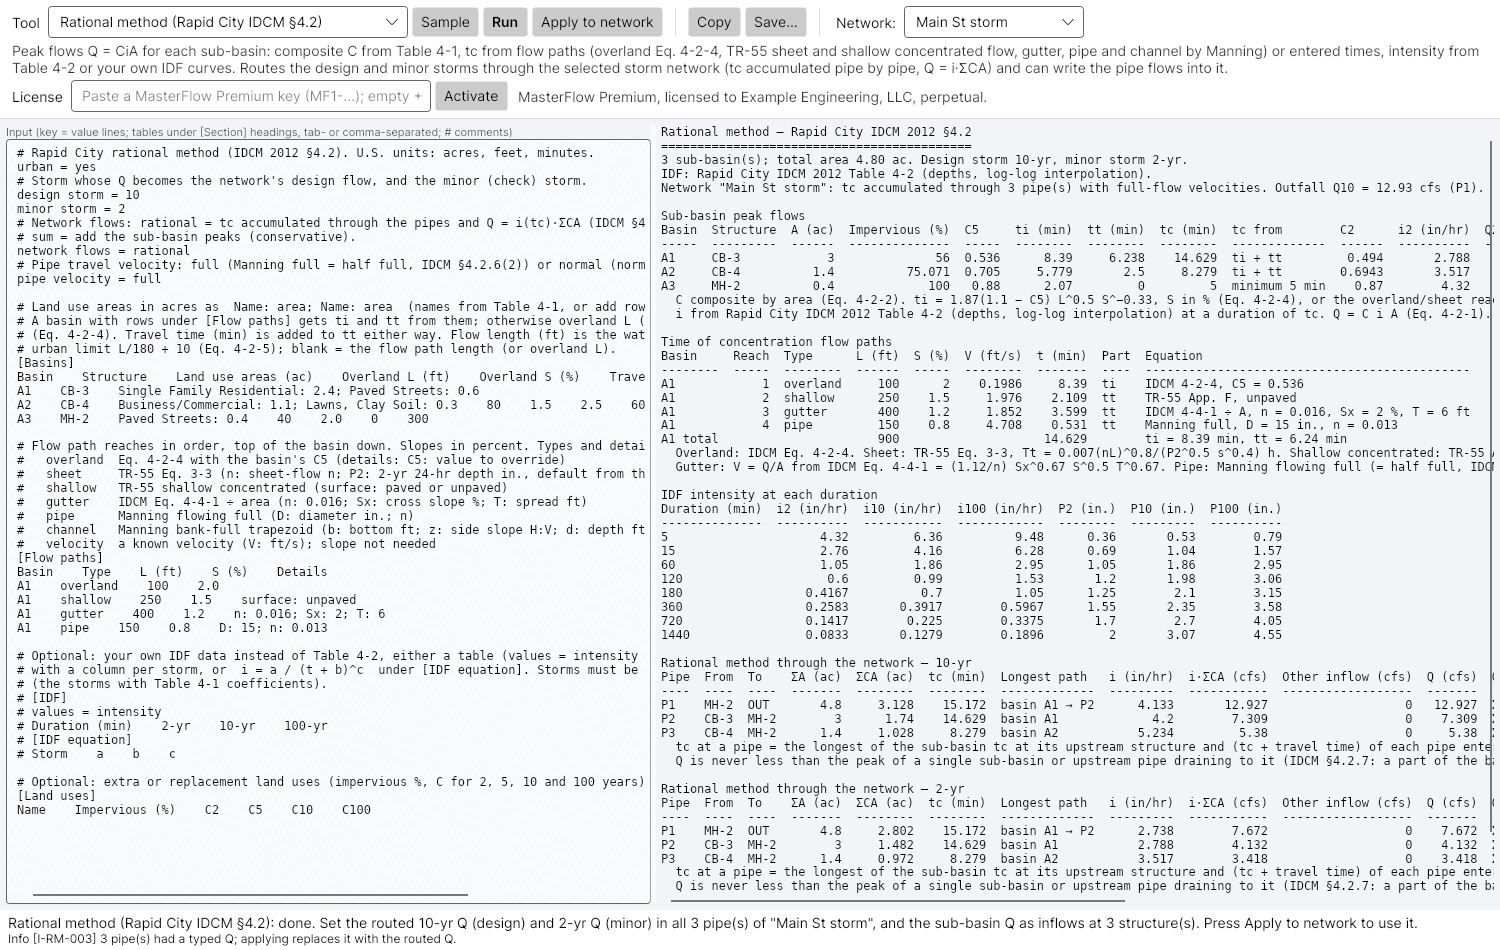 Tool Rational method (Rapid City IDCM §4.2) Sample Run Apply to network Copy Save... Network: Main St storm
Peak flows Q = CiA for each sub-basin: composite C from Table 4-1, tc from flow paths (overland Eq. 4-2-4, TR-55 sheet and shallow concentrated flow, gutter, pipe and channel by Manning) or entered times, intensity from
Table 4-2 or your own IDF curves. Routes the design and minor storms through the selected storm network (tc accumulated pipe by pipe, Q = i·ΣCA) and can write the pipe flows into it.
License Paste a MasterFlow Premium key (MF1-...); empty + Activate MasterFlow Premium, licensed to Example Engineering, LLC, perpetual.
Input (key = value lines; tables under [Section] headings, tab- or comma-separated; # comments)
# Rapid City rational method (IDCM 2012 §4.2). U.S. units: acres, feet, minutes.
urban = yes
# Storm whose Q becomes the network's design flow, and the minor (check) storm.
design storm = 10
minor storm = 2
# Network flows: rational = tc accumulated through the pipes and Q = i(tc)·ΣCA (IDCM §4
# sum = add the sub-basin peaks (conservative).
network flows = rational
# Pipe travel velocity: full (Manning full = half full, IDCM §4.2.6(2)) or normal (norm
pipe velocity = full
# Land use areas in acres as  Name: area; Name: area  (names from Table 4-1, or add row
# A basin with rows under [Flow paths] gets ti and tt from them; otherwise overland L (
# (Eq. 4-2-4). Travel time (min) is added to tt either way. Flow length (ft) is the wat
# urban limit L/180 + 10 (Eq. 4-2-5); blank = the flow path length (or overland L).
[Basins]
Basin    Structure    Land use areas (ac)    Overland L (ft)    Overland S (%)    Trave
A1    CB-3    Single Family Residential: 2.4; Paved Streets: 0.6
A2    CB-4    Business/Commercial: 1.1; Lawns, Clay Soil: 0.3    80    1.5    2.5    60
A3    MH-2    Paved Streets: 0.4    40    2.0    0    300
# Flow path reaches in order, top of the basin down. Slopes in percent. Types and detai
#   overland  Eq. 4-2-4 with the basin's C5 (details: C5: value to override)
#   sheet     TR-55 Eq. 3-3 (n: sheet-flow n; P2: 2-yr 24-hr depth in., default from th
#   shallow   TR-55 shallow concentrated (surface: paved or unpaved)
#   gutter    IDCM Eq. 4-4-1 ÷ area (n: 0.016; Sx: cross slope %; T: spread ft)
#   pipe      Manning flowing full (D: diameter in.; n)
#   channel   Manning bank-full trapezoid (b: bottom ft; z: side slope H:V; d: depth ft
#   velocity  a known velocity (V: ft/s); slope not needed
[Flow paths]
Basin    Type    L (ft)    S (%)    Details
A1    overland    100    2.0
A1    shallow    250    1.5    surface: unpaved
A1    gutter    400    1.2    n: 0.016; Sx: 2; T: 6
A1    pipe    150    0.8    D: 15; n: 0.013
# Optional: your own IDF data instead of Table 4-2, either a table (values = intensity
# with a column per storm, or  i = a / (t + b)^c  under [IDF equation]. Storms must be
# (the storms with Table 4-1 coefficients).
# [IDF]
# values = intensity
# Duration (min)    2-yr    10-yr    100-yr
# [IDF equation]
# Storm    a    b    c
# Optional: extra or replacement land uses (impervious %, C for 2, 5, 10 and 100 years)
[Land uses]
Name    Impervious (%)    C2    C5    C10    C100
Rational method — Rapid City IDCM 2012 §4.2
===========================================
3 sub-basin(s); total area 4.80 ac. Design storm 10-yr, minor storm 2-yr.
IDF: Rapid City IDCM 2012 Table 4-2 (depths, log-log interpolation).
Network "Main St storm": tc accumulated through 3 pipe(s) with full-flow velocities. Outfall Q10 = 12.93 cfs (P1).
Sub-basin peak flows
Basin  Structure  A (ac)  Impervious (%)  C5  ti (min)  tt (min)  tc (min)  tc from  C2  i2 (in/hr)
A1  CB-3  3  56  0.536  8.39  6.238  14.629  ti + tt  0.494  2.788
A2  CB-4  1.4  75.071  0.705  5.779  2.5  8.279  ti + tt  0.6943  3.517
A3  MH-2  0.4  100  0.88  2.07  0  5  minimum 5 min  0.87  4.32
C composite by area (Eq. 4-2-2). ti = 1.87(1.1 − C5) L^0.5 S^−0.33, S in % (Eq. 4-2-4), or the overland/sheet reac
i from Rapid City IDCM 2012 Table 4-2 (depths, log-log interpolation) at a duration of tc. Q = C i A (Eq. 4-2-1).
Time of concentration flow paths
Basin  Reach  Type  L (ft)  S (%)  V (ft/s)  t (min)  Part  Equation
A1  1  overland  100  2  0.1986  8.39  ti  IDCM 4-2-4, C5 = 0.536
A1  2  shallow  250  1.5  1.976  2.109  tt  TR-55 App. F, unpaved
A1  3  gutter  400  1.2  1.852  3.599  tt  IDCM 4-4-1 ÷ A, n = 0.016, Sx = 2 %, T = 6 ft
A1  4  pipe  150  0.8  4.708  0.531  tt  Manning full, D = 15 in., n = 0.013
A1 total  900  14.629  ti = 8.39 min, tt = 6.24 min
Overland: IDCM Eq. 4-2-4. Sheet: TR-55 Eq. 3-3, Tt = 0.007(nL)^0.8/(P2^0.5 s^0.4) h. Shallow concentrated: TR-55
Gutter: V = Q/A from IDCM Eq. 4-4-1 = (1.12/n) Sx^0.67 S^0.5 T^0.67. Pipe: Manning flowing full (= half full, IDC
IDF intensity at each duration
Duration (min)  i2 (in/hr)  i10 (in/hr)  i100 (in/hr)  P2 (in.)  P10 (in.)  P100 (in.)
5  4.32  6.36  9.48  0.36  0.53  0.79
15  2.76  4.16  6.28  0.69  1.04  1.57
60  1.05  1.86  2.95  1.05  1.86  2.95
120  0.6  0.99  1.53  1.2  1.98  3.06
180  0.4167  0.7  1.05  1.25  2.1  3.15
360  0.2583  0.3917  0.5967  1.55  2.35  3.58
720  0.1417  0.225  0.3375  1.7  2.7  4.05
1440  0.0833  0.1279  0.1896  2  3.07  4.55
Rational method through the network — 10-yr
Pipe  From  To  ΣA (ac)  ΣCA (ac)  tc (min)  Longest path  i (in/hr)  i·ΣCA (cfs)  Other inflow (cfs)  Q (cfs)
P1  MH-2  OUT  4.8  3.128  15.172  basin A1 → P2  4.133  12.927  0  12.927
P2  CB-3  MH-2  3  1.74  14.629  basin A1  4.2  7.309  0  7.309
P3  CB-4  MH-2  1.4  1.028  8.279  basin A2  5.234  5.38  0  5.38
tc at a pipe = the longest of the sub-basin tc at its upstream structure and (tc + travel time) of each pipe ente
Q is never less than the peak of a single sub-basin or upstream pipe draining to it (IDCM §4.2.7: a part of the b
Rational method through the network — 2-yr
Pipe  From  To  ΣA (ac)  ΣCA (ac)  tc (min)  Longest path  i (in/hr)  i·ΣCA (cfs)  Other inflow (cfs)  Q (cfs)
P1  MH-2  OUT  4.8  2.802  15.172  basin A1 → P2  2.738  7.672  0  7.672
P2  CB-3  MH-2  3  1.482  14.629  basin A1  2.788  4.132  0  4.132
P3  CB-4  MH-2  1.4  0.972  8.279  basin A2  3.517  3.418  0  3.418
tc at a pipe = the longest of the sub-basin tc at its upstream structure and (tc + travel time) of each pipe ente
Q is never less than the peak of a single sub-basin or upstream pipe draining to it (IDCM §4.2.7: a part of the b
Rational method (Rapid City IDCM §4.2): done. Set the routed 10-yr Q (design) and 2-yr Q (minor) in all 3 pipe(s) of "Main St storm", and the sub-basin Q as inflows at 3 structure(s). Press Apply to network to use it.
Info [I-RM-003] 3 pipe(s) had a typed Q; applying replaces it with the routed Q.